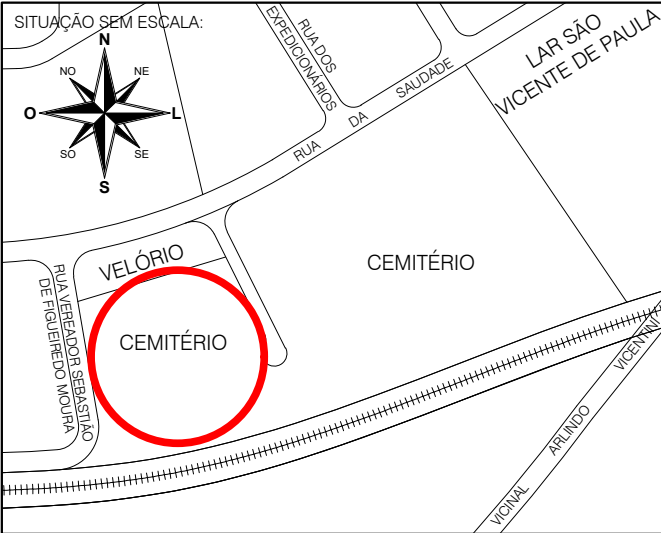 SITUAÇÃO SEM ESCALA:
N
NO
NE
O
L
SO
SE
S
RUA DOS
EXPEDICIONÁRIOS
RUA DA SAUDADE
LAR SÃO
VICENTE DE PAULA
VELÓRIO
CEMITÉRIO
CEMITÉRIO
RUA VEREADOR SEBASTIÃO
DE FIGUEIREDO MOURA
VICINAL ARLINDO VICENTINI